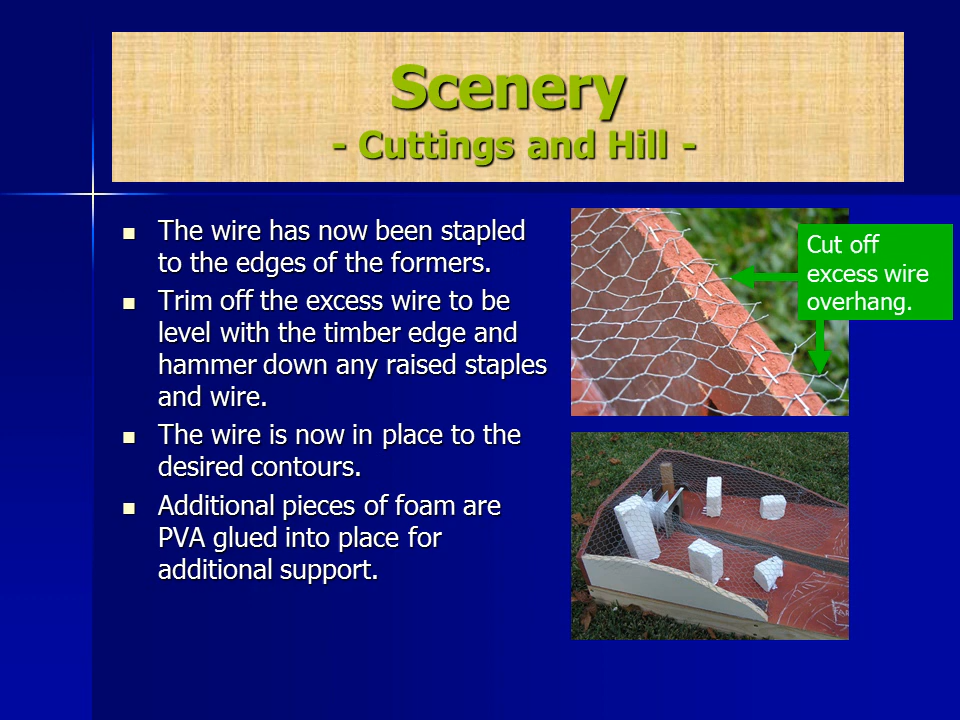 Scenery
- Cuttings and Hill -
The wire has now been stapled
to the edges of the formers.
Trim off the excess wire to be
level with the timber edge and
hammer down any raised staples
and wire.
The wire is now in place to the
desired contours.
Additional pieces of foam are
PVA glued into place for
additional support.
Cut off
excess wire
overhang.